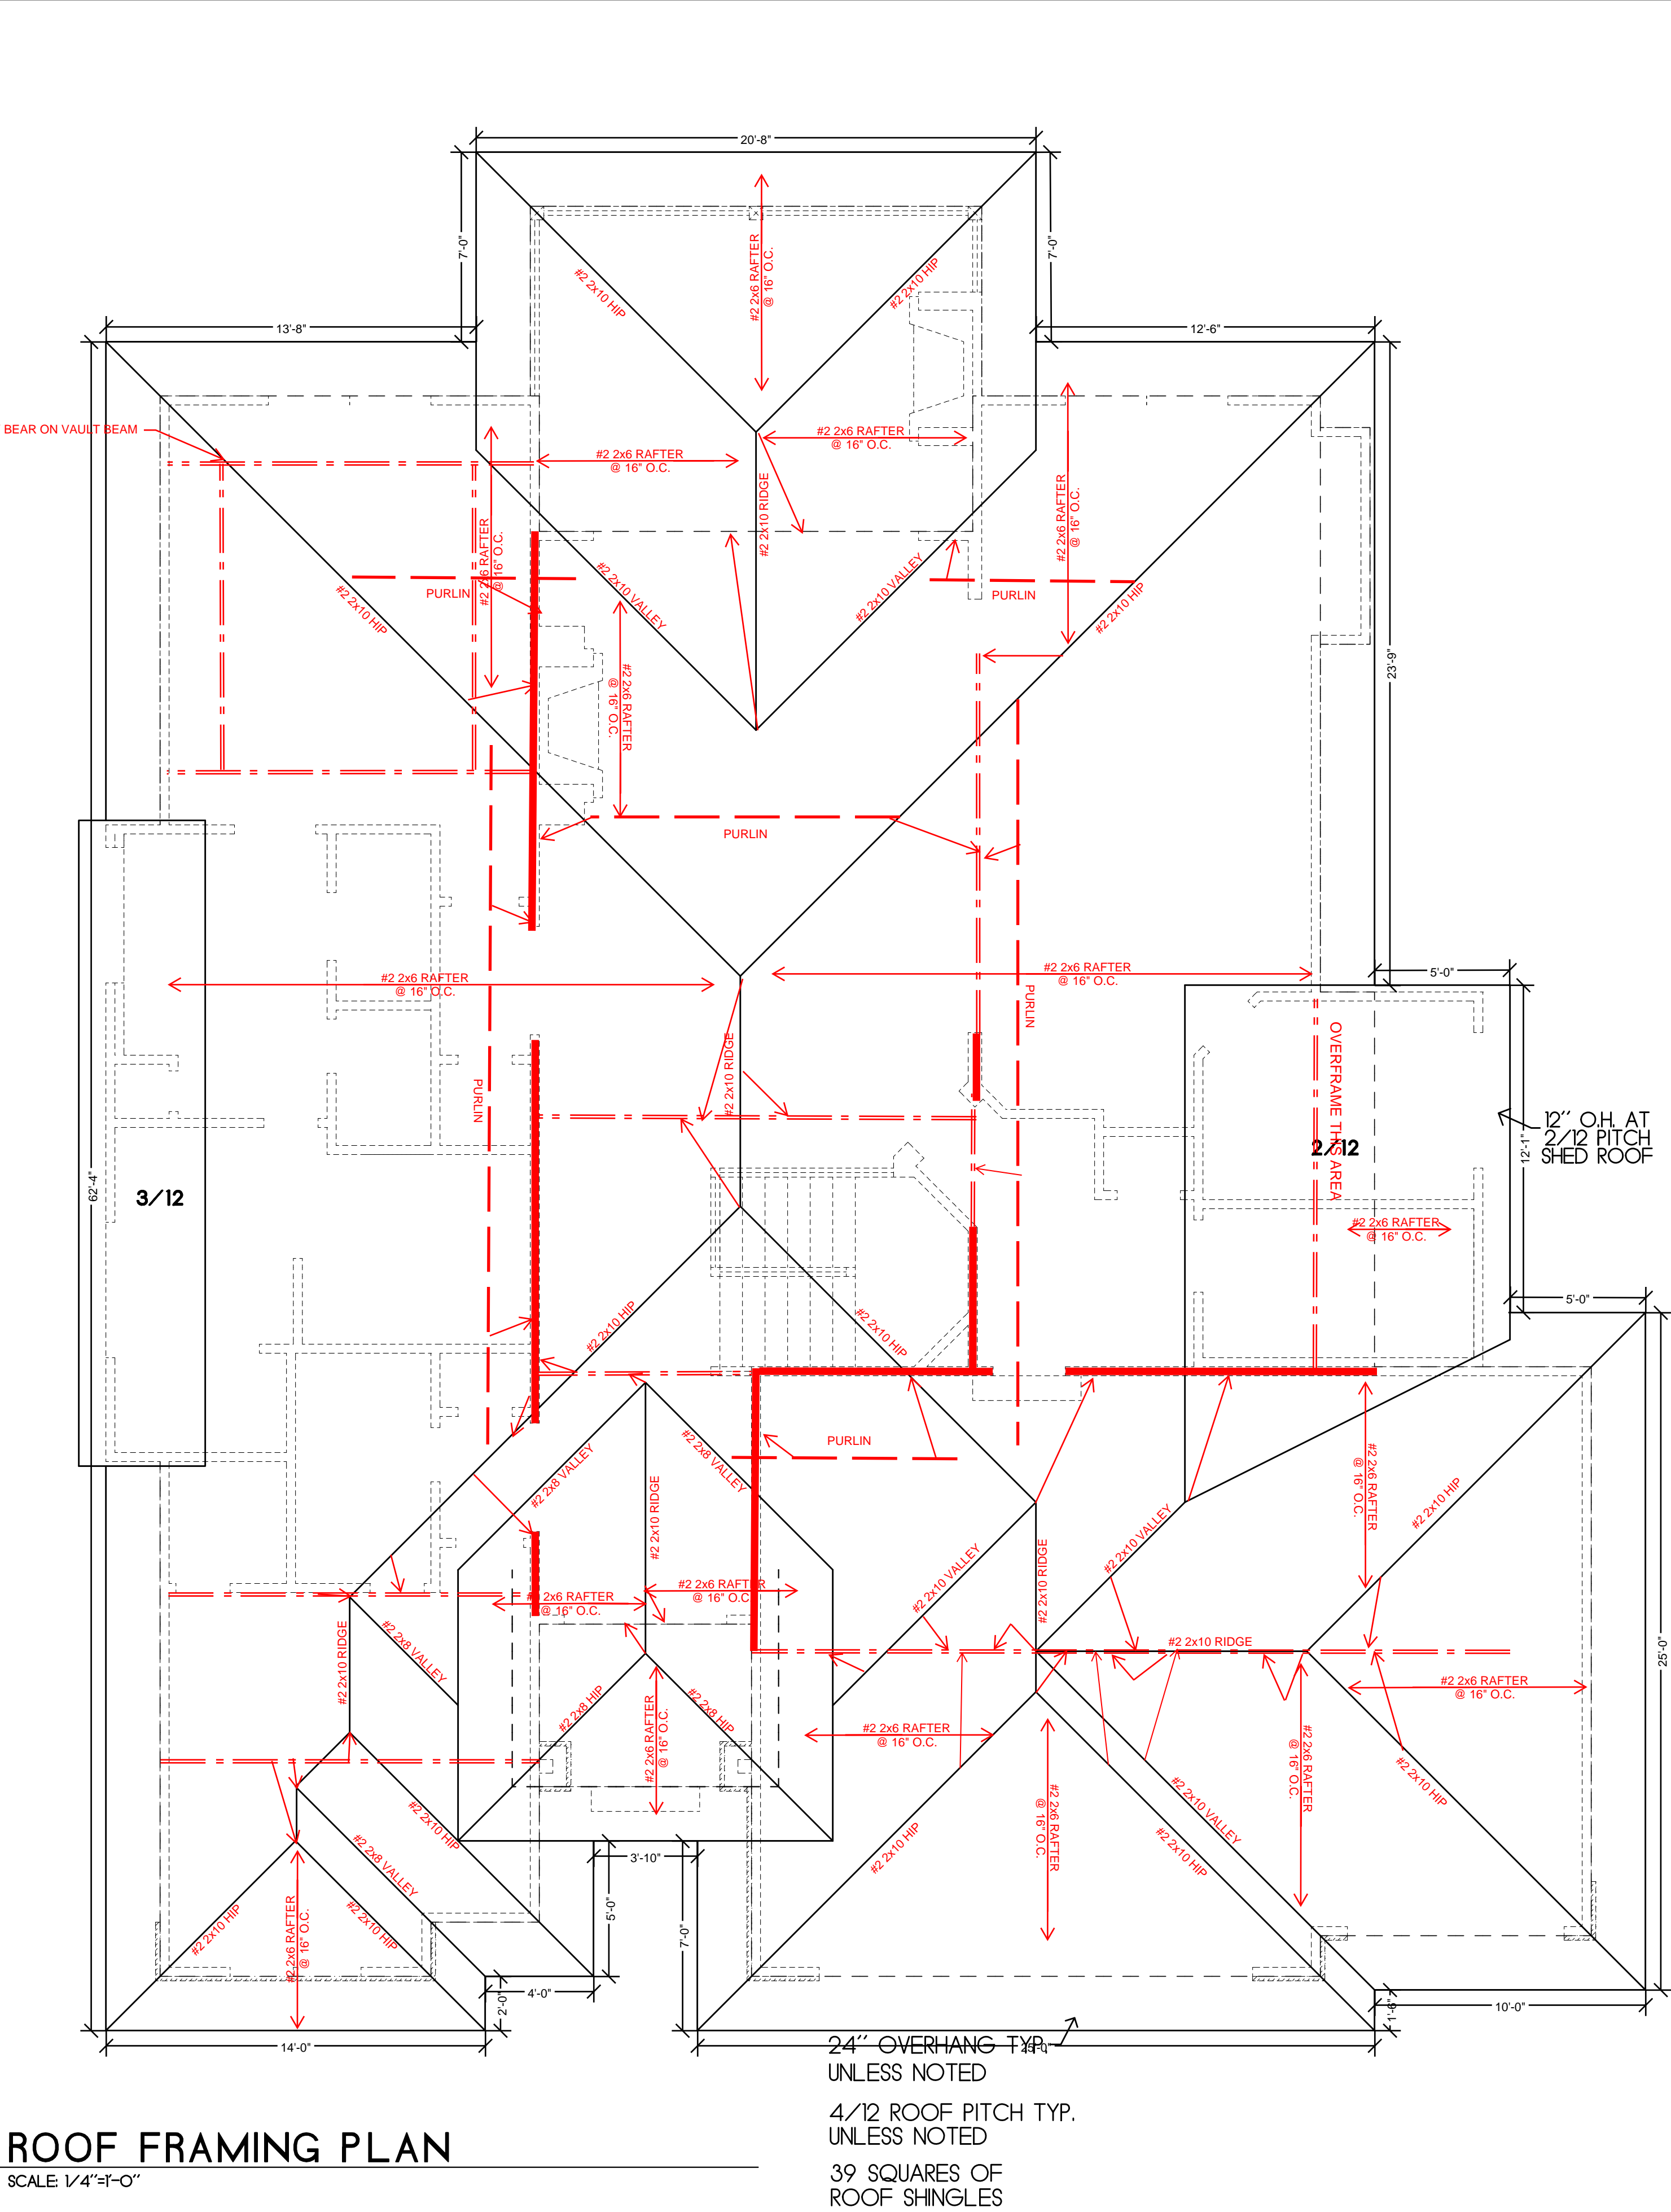 20'-8"
7'-0"
7'-0"
13'-8"
12'-6"
#2 2x6 RAFTER
@ 16" O.C.
#2 2x10 HIP
#2 2x10 HIP
BEAR ON VAULT BEAM
#2 2x6 RAFTER
@ 16" O.C.
#2 2x6 RAFTER
@ 16" O.C.
#2 2x10 RIDGE
#2 2x6 RAFTER
@ 16" O.C.
#2 2x6 RAFTER
@ 16" O.C.
PURLIN
#2 2x10 HIP
#2 2x10 VALLEY
#2 2x10 VALLEY
PURLIN
#2 2x10 HIP
#2 2x6 RAFTER
@ 16" O.C.
23'-9"
PURLIN
#2 2x6 RAFTER
@ 16" O.C.
#2 2x6 RAFTER
@ 16" O.C.
5'-0"
PURLIN
#2 2x10 RIDGE
PURLIN
OVERFRAME THIS AREA
2/12
12'-1"
12" O.H. AT
2/12 PITCH
SHED ROOF
62'-4"
3/12
#2 2x6 RAFTER
@ 16" O.C.
5'-0"
#2 2x10 HIP
#2 2x10 HIP
PURLIN
#2 2x8 VALLEY
#2 2x8 VALLEY
#2 2x10 RIDGE
#2 2x6 RAFTER
@ 16" O.C.
#2 2x10 HIP
#2 2x10 VALLEY
#2 2x10 VALLEY
#2 2x10 RIDGE
#2 2x6 RAFTER
@ 16" O.C.
#2 2x6 RAFTER
@ 16" O.C.
#2 2x10 RIDGE
#2 2x8 VALLEY
#2 2x10 RIDGE
25'-0"
#2 2x6 RAFTER
@ 16" O.C.
#2 2x8 HIP
#2 2x8 HIP
#2 2x6 RAFTER
@ 16" O.C.
#2 2x6 RAFTER
@ 16" O.C.
#2 2x6 RAFTER
@ 16" O.C.
#2 2x6 RAFTER
@ 16" O.C.
#2 2x10 HIP
#2 2x10 VALLEY
#2 2x10 HIP
#2 2x10 HIP
#2 2x10 HIP
#2 2x8 VALLEY
3'-10"
5'-0"
7'-0"
#2 2x10 HIP
#2 2x10 HIP
#2 2x6 RAFTER
@ 16" O.C.
2'-0"
4'-0"
1'-6"
10'-0"
14'-0"
25'-0"
24" OVERHANG TYP.
UNLESS NOTED
4/12 ROOF PITCH TYP.
UNLESS NOTED
39 SQUARES OF
ROOF SHINGLES
ROOF FRAMING PLAN
SCALE: 1/4"=1'-0"